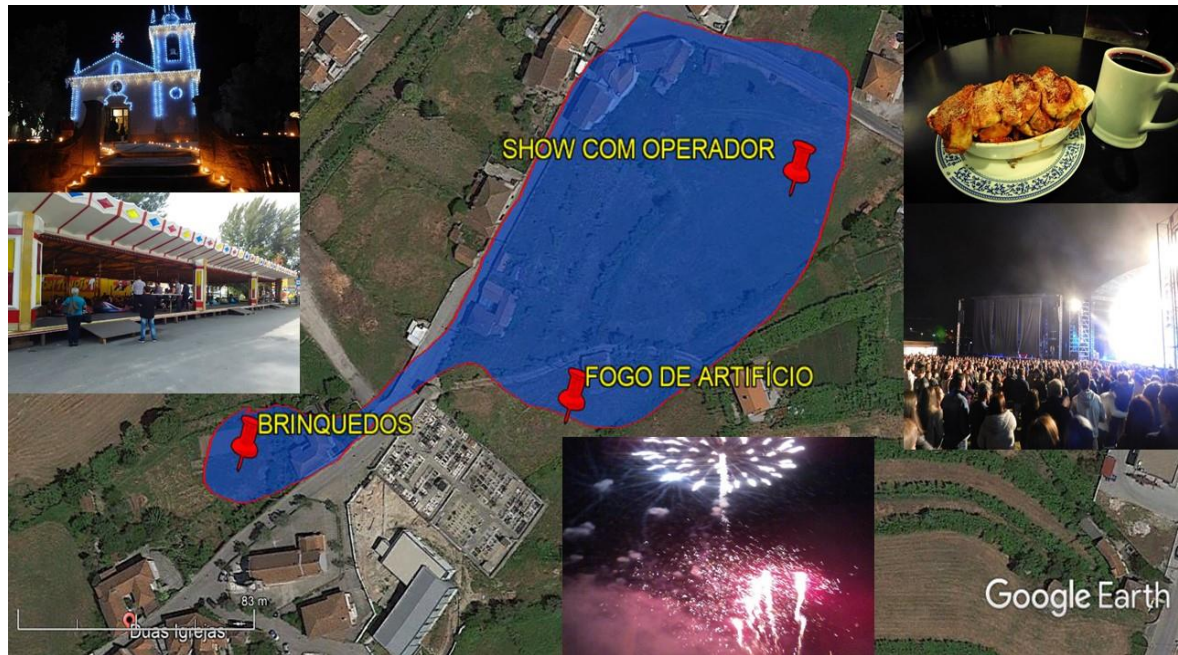 SHOW COM OPERADOR
FOGO DE ARTIFÍCIO
BRINQUEDOS
83 m
Duas Igrejas
Google Earth